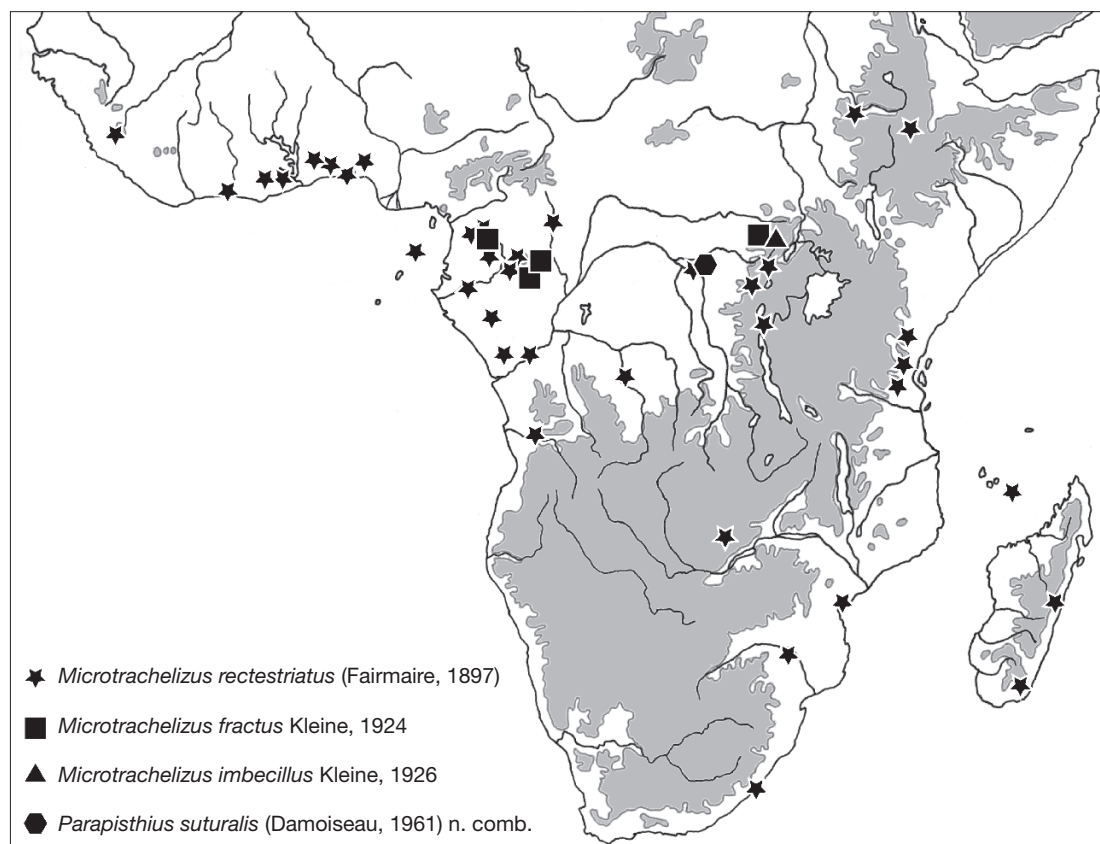 Microtrachelizus rectestriatus (Fairmaire, 1897)
Microtrachelizus fractus Kleine, 1924
Microtrachelizus imbecillus Kleine, 1926
Parapisthius suturalis (Damoiseau, 1961) n. comb.